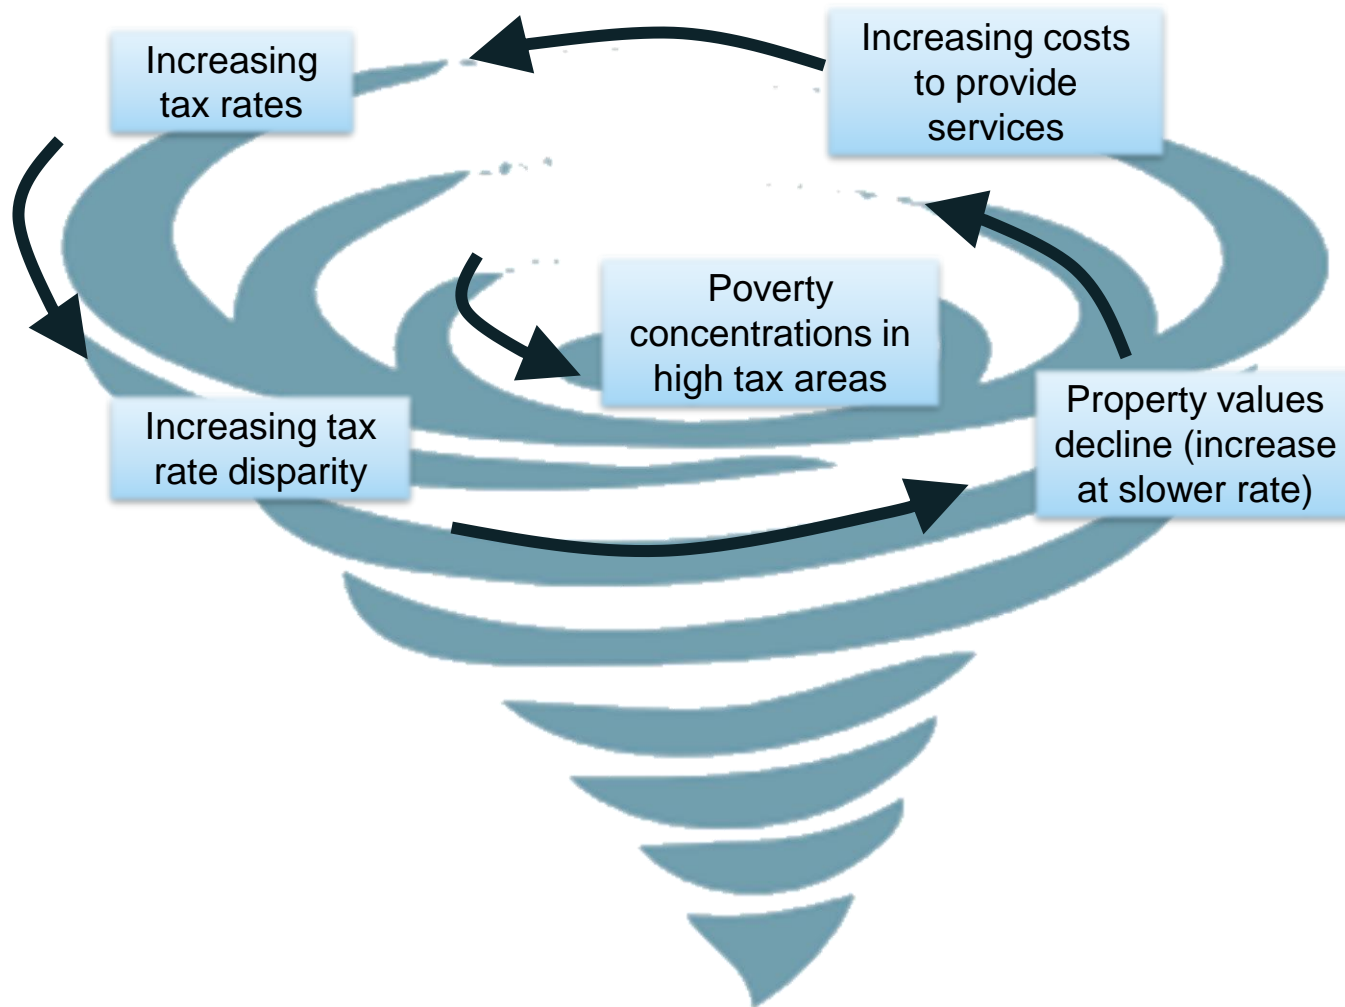 Increasing
tax rates
Increasing costs
to provide
services
Poverty
concentrations in
high tax areas
Increasing tax
rate disparity
Property values
decline (increase
at slower rate)